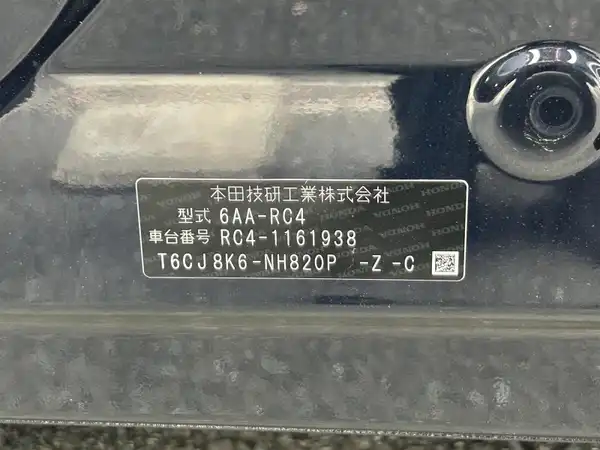 本田技研工業株式会社
型式 6AA-RC4
車台番号 RC4-1161938
T6CJ8K6-NH820P -Z-C